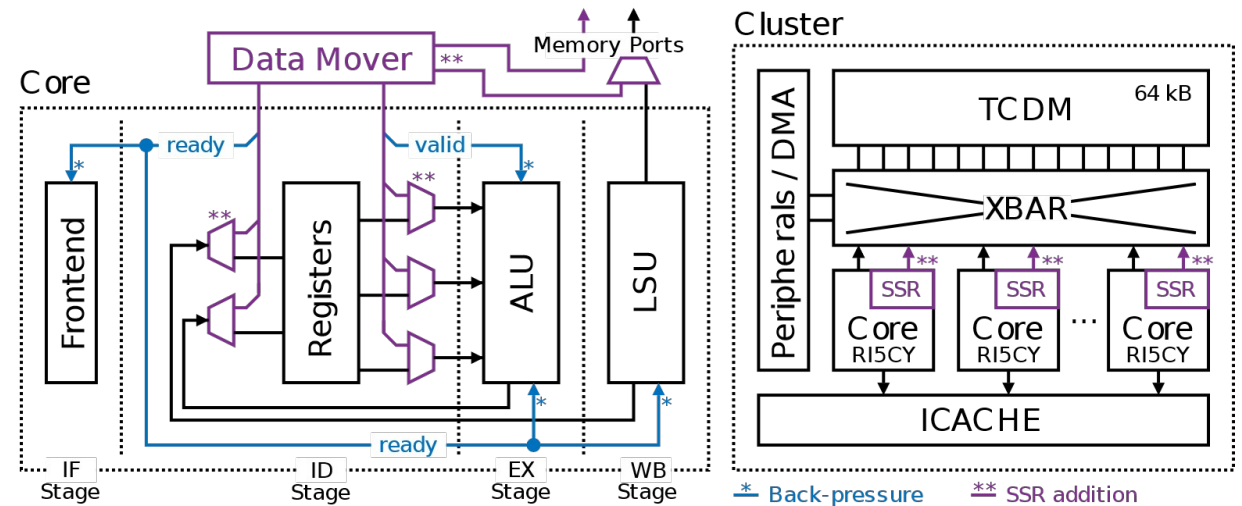 Core
Data Mover
**
Memory Ports
ready
valid
*
*
**
**
Frontend
Registers
ALU
LSU
*
*
ready
IF
Stage
ID
Stage
EX
Stage
WB
Stage
Cluster
Peripherals / DMA
TCDM
64 kB
XBAR
**
**
**
SSR
SSR
SSR
Core
RI5CY
Core
RI5CY
...
Core
RI5CY
ICACHE
* Back-pressure
** SSR addition